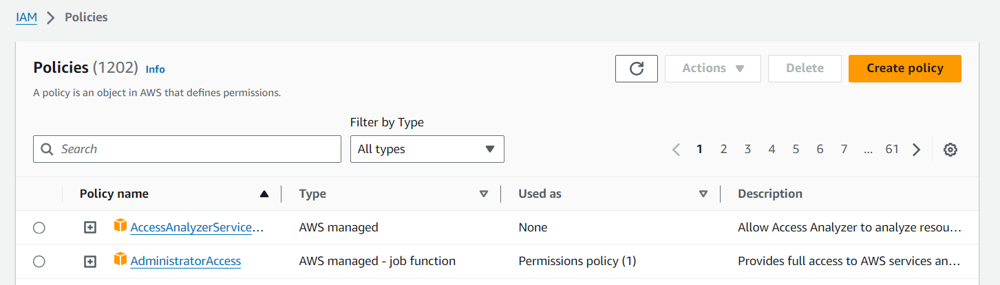 IAM > Policies
Policies (1202) Info
A policy is an object in AWS that defines permissions.
Actions
Delete
Create policy
Filter by Type
Search
All types
1 2 3 4 5 6 7 ... 61
Policy name Type Used as Description
AccessAnalyzerService... AWS managed None Allow Access Analyzer to analyze resou...
AdministratorAccess AWS managed - job function Permissions policy (1) Provides full access to AWS services an...